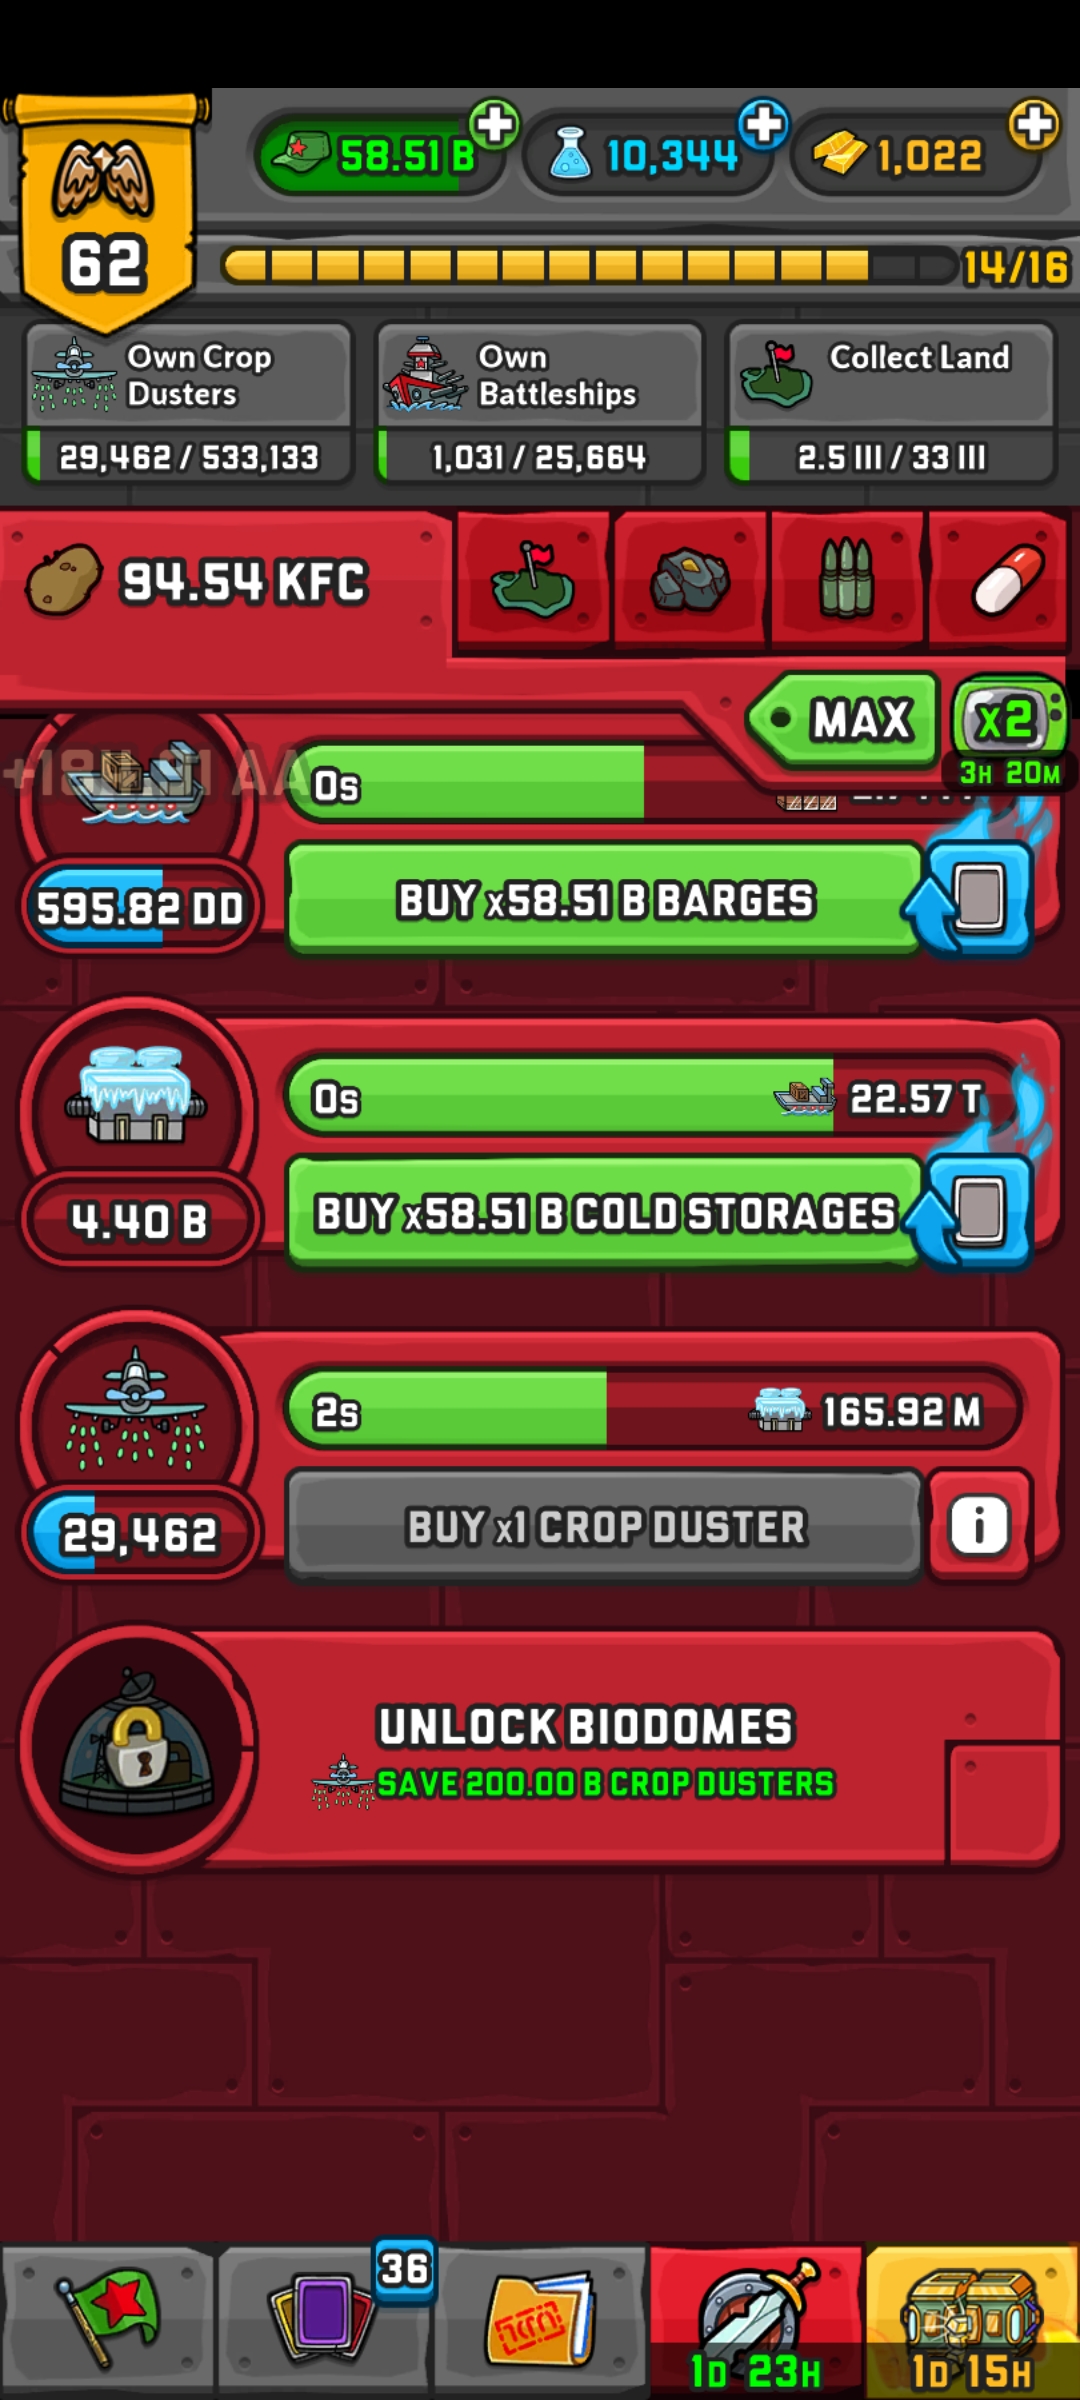 58.51 B
10,344
1,022
62
14/16
Own Crop
Dusters
29,462 / 533,133
Own
Battleships
1,031 / 25,664
Collect Land
2.5 III / 33 III
94.54 KFC
MAX
x2
3H 20M
0s
595.82 DD
BUY x58.51 B BARGES
0s
22.57 T
4.40 B
BUY x58.51 B COLD STORAGES
2s
165.92 M
29,462
BUY x1 CROP DUSTER
i
UNLOCK BIODOMES
SAVE 200.00 B CROP DUSTERS
36
1D 23H
1D 15H